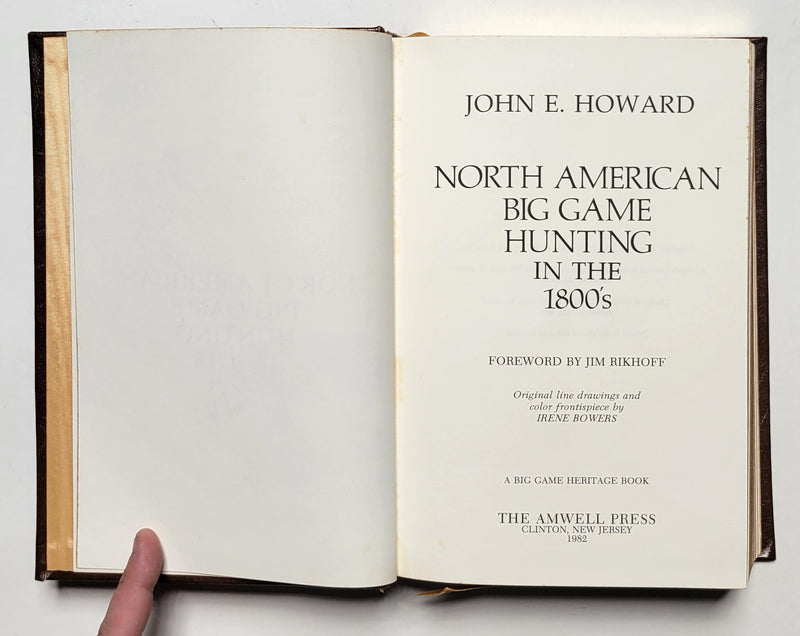 JOHN E. HOWARD
NORTH AMERICAN
BIG GAME
HUNTING
IN THE
1800's
FOREWORD BY JIM RIKHOFF
Original line drawings and
color frontispiece by
IRENE BOWERS
A BIG GAME HERITAGE BOOK
THE AMWELL PRESS
CLINTON, NEW JERSEY
1982